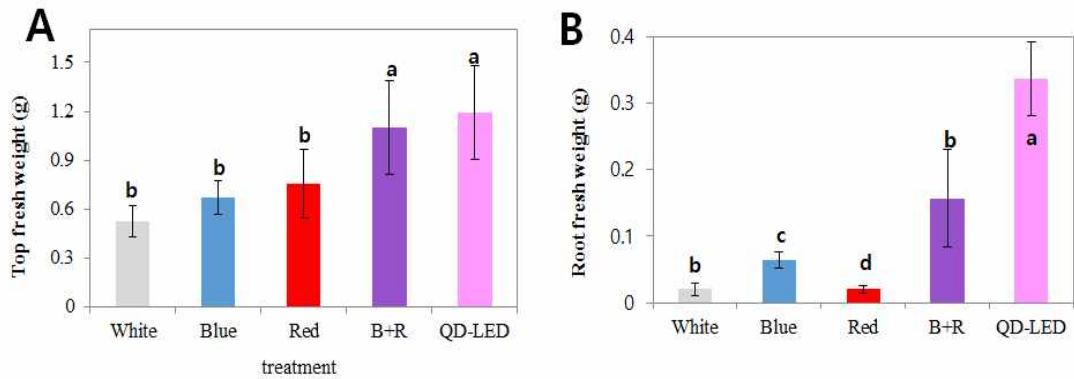 A
Top fresh weight (g)
1.5
1.2
0.9
0.6
0.3
0
b
b
b
a
a
White Blue Red B+R QD-LED
treatment
B
Root fresh weight (g)
0.4
0.3
0.2
0.1
0
b
c
d
b
a
White Blue Red B+R QD-LED